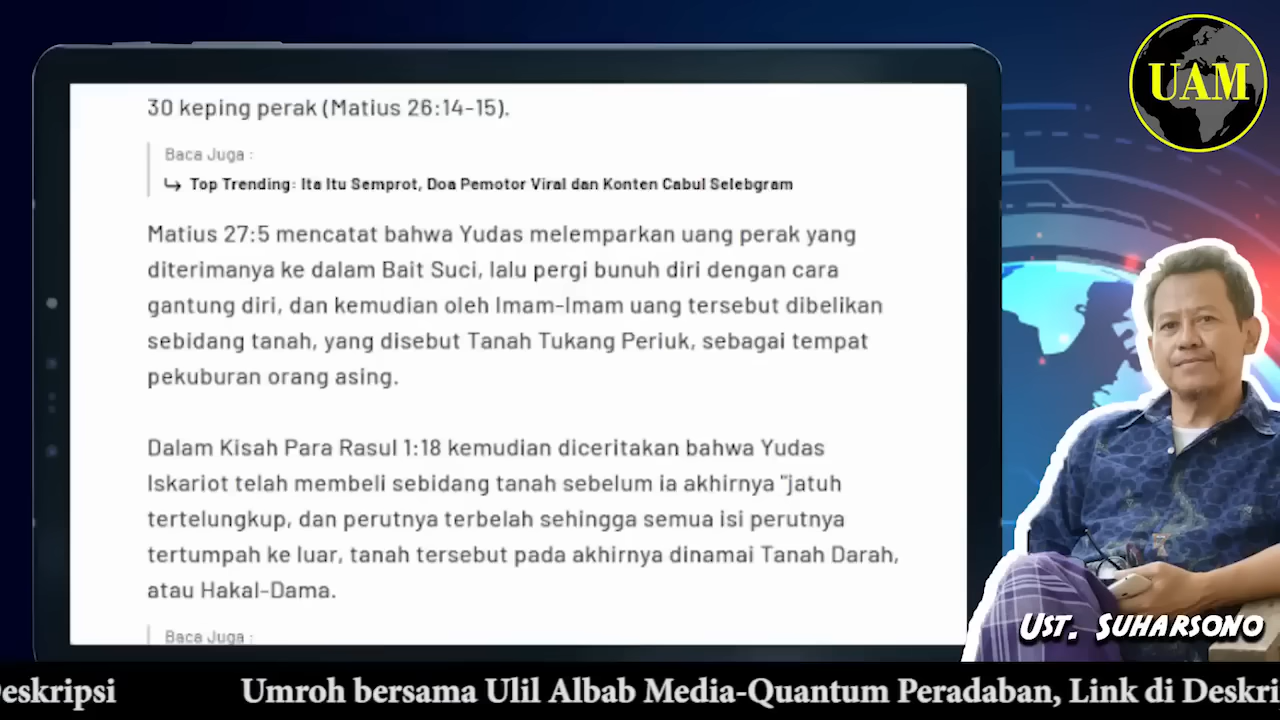 30 keping perak (Matius 26:14-15).
Baca Juga :
↳ Top Trending: Ita Itu Semprot, Doa Pemotor Viral dan Konten Cabul Selebgram
Matius 27:5 mencatat bahwa Yudas melemparkan uang perak yang
diterimanya ke dalam Bait Suci, lalu pergi bunuh diri dengan cara
gantung diri, dan kemudian oleh Imam-Imam uang tersebut dibelikan
sebidang tanah, yang disebut Tanah Tukang Periuk, sebagai tempat
pekuburan orang asing.
Dalam Kisah Para Rasul 1:18 kemudian diceritakan bahwa Yudas
Iskariot telah membeli sebidang tanah sebelum ia akhirnya "jatuh
tertelungkup, dan perutnya terbelah sehingga semua isi perutnya
tertumpah ke luar, tanah tersebut pada akhirnya dinamai Tanah Darah,
atau Hakal-Dama.
Baca Juga :
UAM
UST. SUHARSONO
eskripsi Umroh bersama Ulil Albab Media-Quantum Peradaban, Link di Deskri